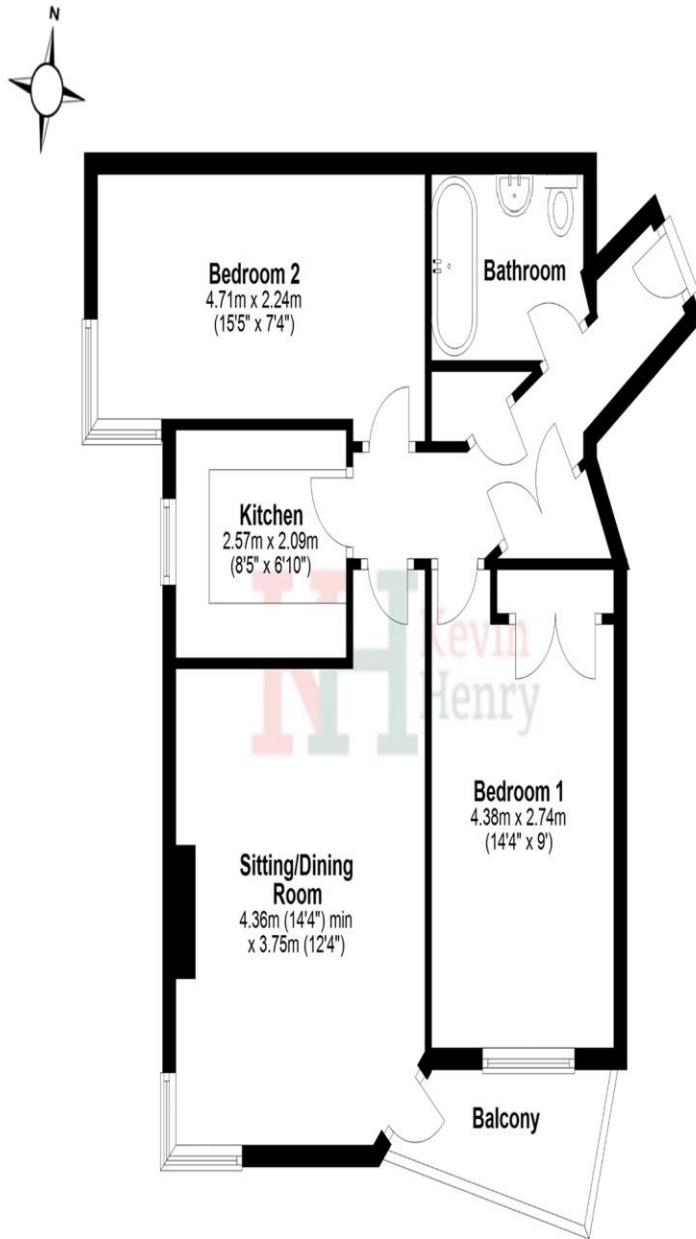 N
Bedroom 2
4.71m x 2.24m
(15'5" x 7'4")
Bathroom
Kitchen
2.57m x 2.09m
(8'5" x 6'10")
KH Kevin
Henry
Bedroom 1
4.38m x 2.74m
(14'4" x 9')
Sitting/Dining
Room
4.36m (14'4") min
x 3.75m (12'4")
Balcony